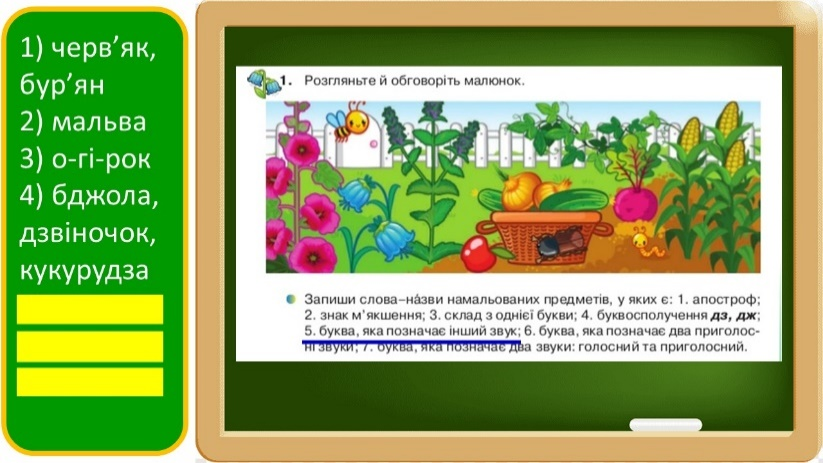 1) черв’як,
бур’ян
2) мальва
3) о-гі-рок
4) бджола,
дзвіночок,
кукурудза
1. Розгляньте й обговоріть малюнок.
Запиши слова–на́зви намальованих предметів, у яких є: 1. апостроф;
2. знак м’якшення; 3. склад з однієї букви; 4. буквосполучення дз, дж;
5. буква, яка позначає інший звук; 6. буква, яка позначає два приголос-
ні звуки; 7. буква, яка позначає два звуки: голосний та приголосний.